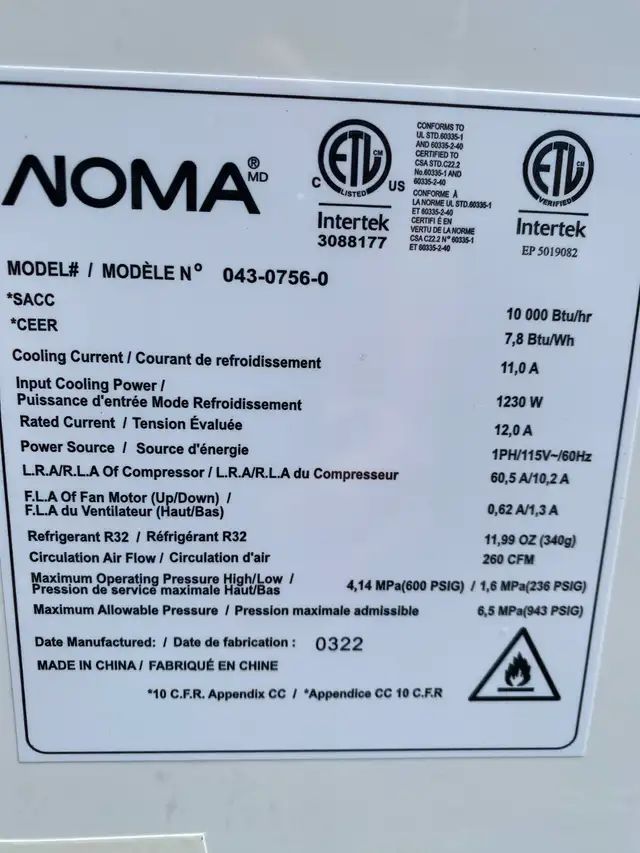 NOMA®MD
ETL CM
LISTED
C US
Intertek
3088177
CONFORMS TO
UL STD.60335-1
AND 60335-2-40
CERTIFIED TO
CSA STD.C22.2
No.60335-1 AND
60335-2-40
CONFORME À
LA NORME UL STD.60335-1
ET 60335-2-40
CERTIFI É EN
VERTU DE LA NORME
CSA C22.2 N° 60335-1
ET 60335-2-40
ETL CM
VERIFIED
Intertek
EP 5019082
MODEL# / MODÈLE N° 043-0756-0
*SACC 10 000 Btu/hr
*CEER 7,8 Btu/Wh
Cooling Current / Courant de refroidissement 11,0 A
Input Cooling Power /
Puissance d'entrée Mode Refroidissement 1230 W
Rated Current / Tension Évaluée 12,0 A
Power Source / Source d'énergie 1PH/115V~/60Hz
L.R.A/R.L.A Of Compressor / L.R.A/R.L.A du Compresseur 60,5 A/10,2 A
F.L.A Of Fan Motor (Up/Down) /
F.L.A du Ventilateur (Haut/Bas) 0,62 A/1,3 A
Refrigerant R32 / Réfrigérant R32 11,99 OZ (340g)
Circulation Air Flow / Circulation d'air 260 CFM
Maximum Operating Pressure High/Low /
Pression de service maximale Haut/Bas 4,14 MPa(600 PSIG) / 1,6 MPa(236 PSIG)
Maximum Allowable Pressure / Pression maximale admissible 6,5 MPa(943 PSIG)
Date Manufactured: / Date de fabrication : 0322
MADE IN CHINA / FABRIQUÉ EN CHINE
*10 C.F.R. Appendix CC / *Appendice CC 10 C.F.R